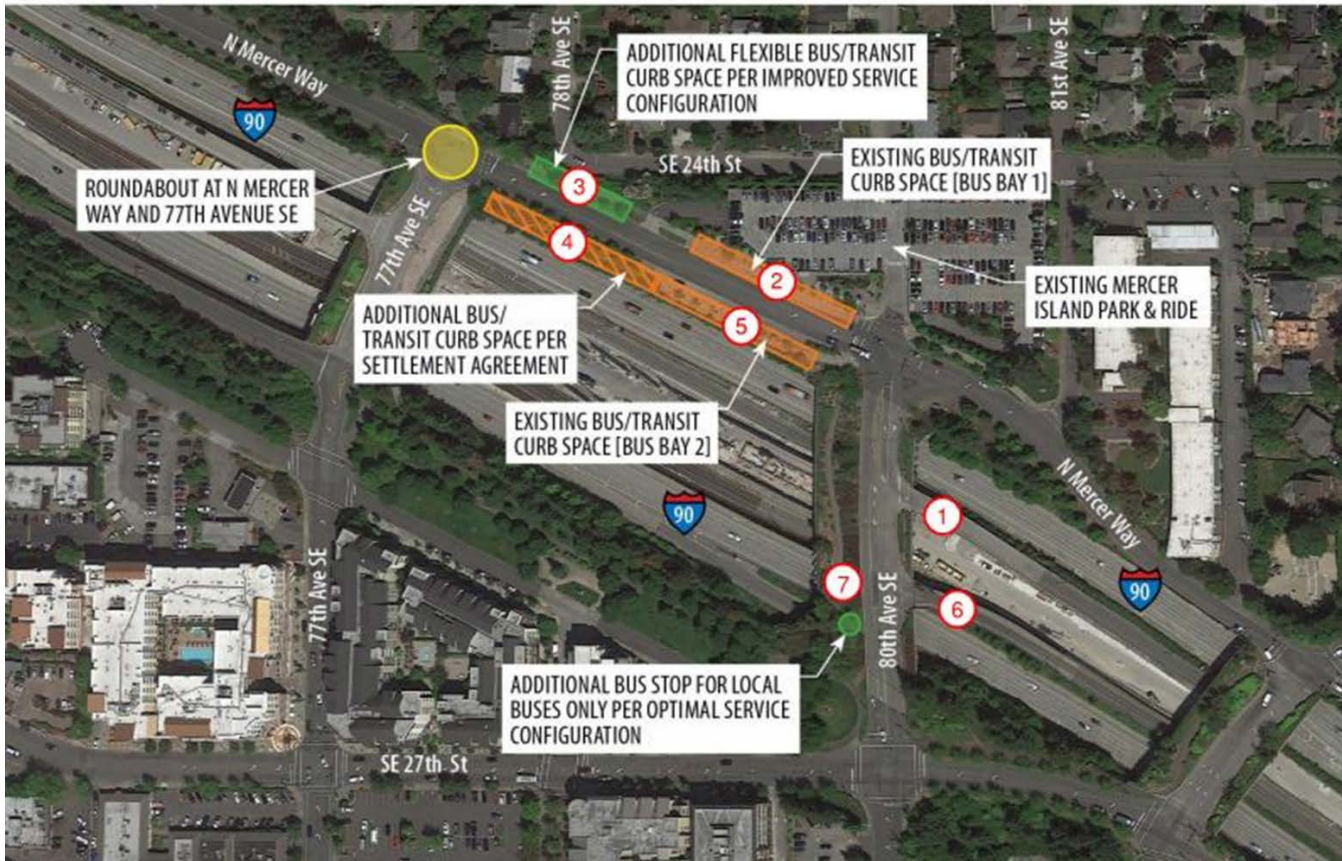 N Mercer Way
78th Ave SE
ADDITIONAL FLEXIBLE BUS/TRANSIT
CURB SPACE PER IMPROVED SERVICE
CONFIGURATION
81st Ave SE
90
SE 24th St
EXISTING BUS/TRANSIT
CURB SPACE [BUS BAY 1]
ROUNDABOUT AT N MERCER
WAY AND 77TH AVENUE SE
3
77th Ave SE
4
2
EXISTING MERCER
ISLAND PARK & RIDE
ADDITIONAL BUS/
TRANSIT CURB SPACE PER
SETTLEMENT AGREEMENT
5
EXISTING BUS/TRANSIT
CURB SPACE [BUS BAY 2]
90
1
N Mercer Way
90
77th Ave SE
7
80th Ave SE
6
ADDITIONAL BUS STOP FOR LOCAL
BUSES ONLY PER OPTIMAL SERVICE
CONFIGURATION
SE 27th St